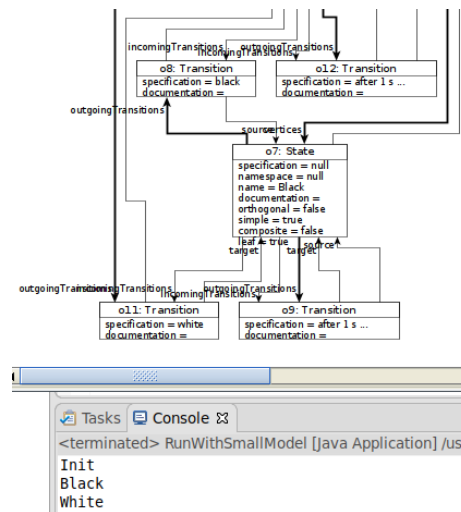 incomingTransitions
outgoingTransitions
incomingTransitions
o8: Transition
specification = black
documentation =
o12: Transition
specification = after 1 s ...
documentation =
outgoingTransitions
source
vertices
o7: State
specification = null
namespace = null
name = Black
documentation =
orthogonal = false
simple = true
composite = false
leaf = true
target
target
source
outgoingTransitions
incomingTransitions
outgoingTransitions
incomingTransitions
o11: Transition
specification = white
documentation =
o9: Transition
specification = after 1 s ...
documentation =
Tasks
Console
<terminated> RunWithSmallModel [Java Application] /us
Init
Black
White